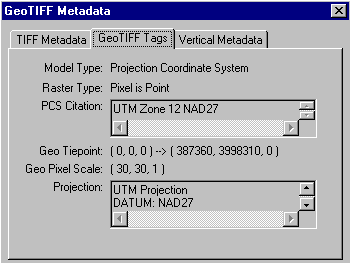 GeoTIFF Metadata
TIFF Metadata GeoTIFF Tags Vertical Metadata
Model Type: Projection Coordinate System
Raster Type: Pixel is Point
PCS Citation: UTM Zone 12 NAD27
Geo Tiepoint: ( 0, 0, 0 ) --> ( 387360, 3998310, 0 )
Geo Pixel Scale: ( 30, 30, 1 )
Projection: UTM Projection
DATUM: NAD27